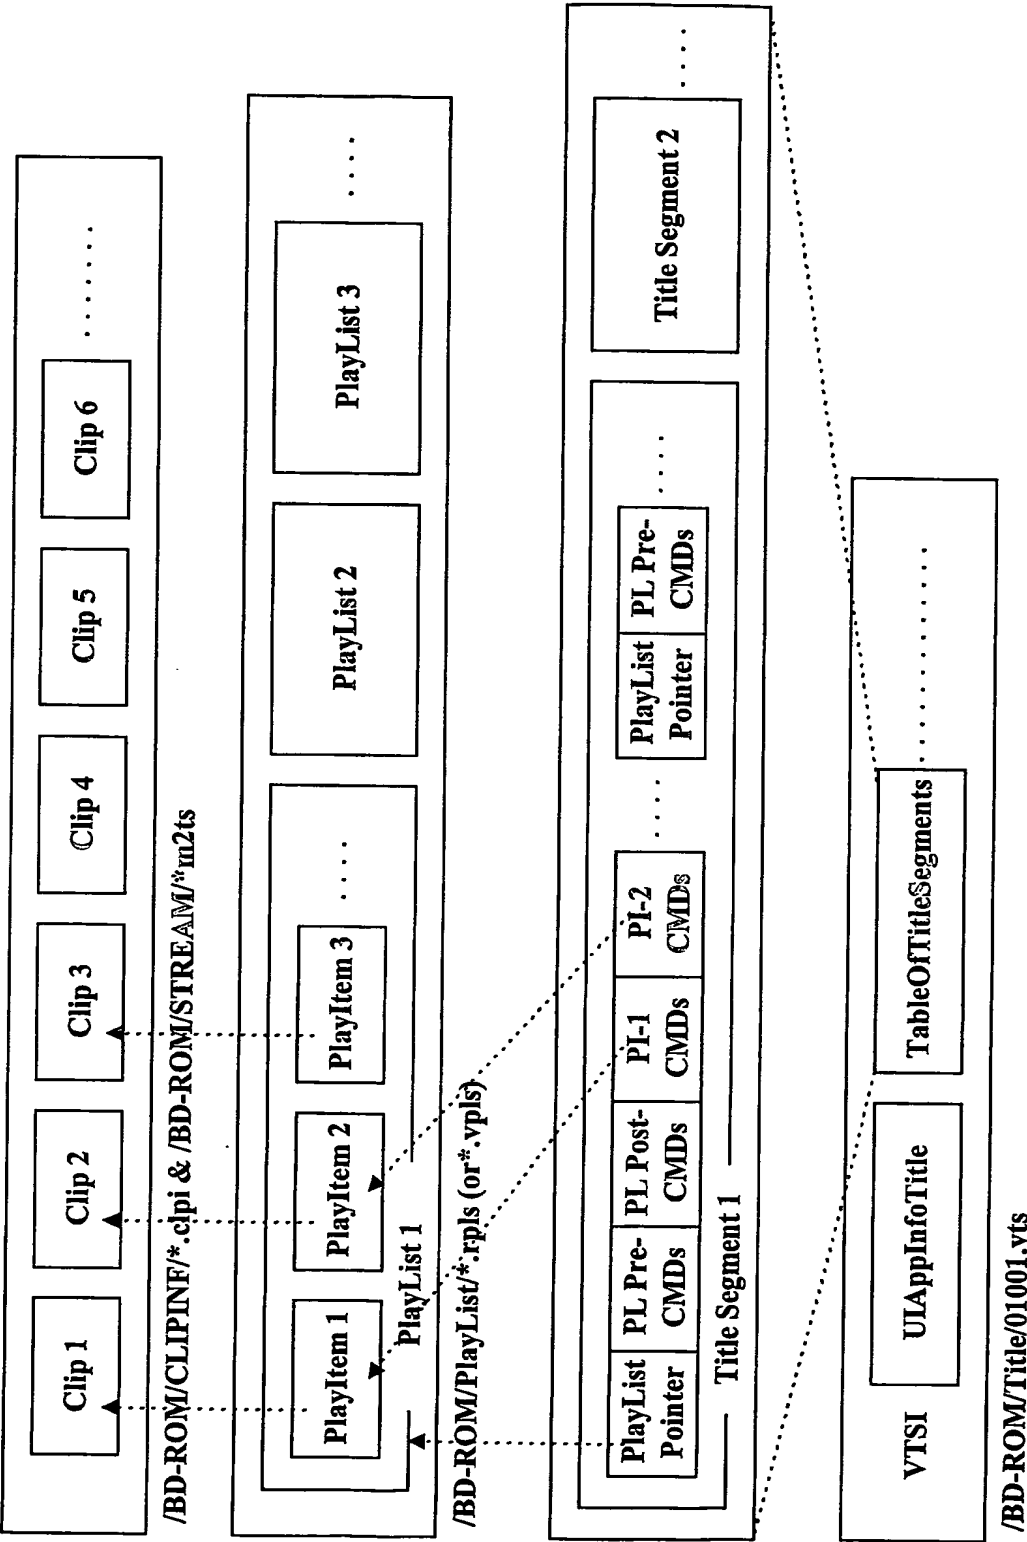 Clip 1
Clip 2
Clip 3
Clip 4
Clip 5
Clip 6
. . . . . . .
/BD-ROM/CLIPINF/*.clpi & /BD-ROM/STREAM/*m2ts
PlayItem 1
PlayItem 2
PlayItem 3
. . . .
PlayList 1
PlayList 2
PlayList 3
. . . .
/BD-ROM/PlayList/*.rpls (or*.vpls)
PlayList
Pointer
PL Pre-
CMDs
PL Post-
CMDs
PI-1
CMDs
PI-2
CMDs
. . . .
PlayList
Pointer
PL Pre-
CMDs
. . . .
Title Segment 1
Title Segment 2
. . . .
VTSI
UIAppInfoTitle
TableOfTitleSegments
. . . . . . . . . . . . .
/BD-ROM/Title/01001.vts